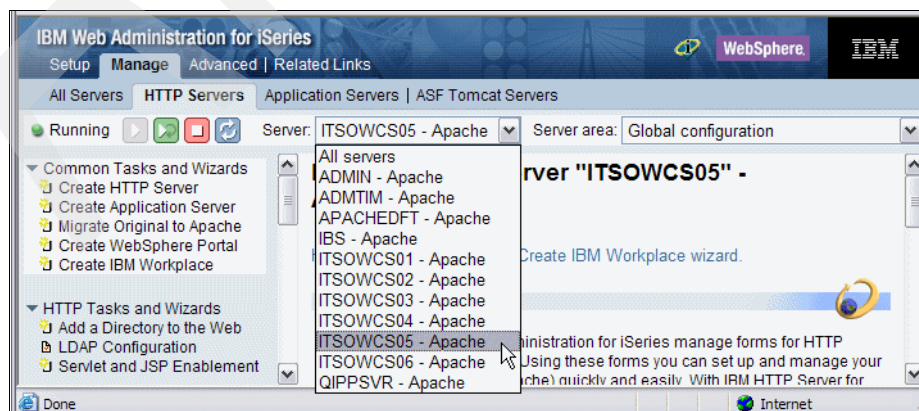 IBM Web Administration for iSeries
WebSphere.
IBM
Setup Manage Advanced | Related Links
All Servers HTTP Servers Application Servers | ASF Tomcat Servers
Running Server: ITSOWCS05 - Apache Server area: Global configuration
Common Tasks and Wizards
Create HTTP Server
Create Application Server
Migrate Original to Apache
Create WebSphere Portal
Create IBM Workplace
HTTP Tasks and Wizards
Add a Directory to the Web
LDAP Configuration
Servlet and JSP Enablement
All servers
ADMIN - Apache
ADMTIM - Apache
APACHEDFT - Apache
IBS - Apache
ITSOWCS01 - Apache
ITSOWCS02 - Apache
ITSOWCS03 - Apache
ITSOWCS04 - Apache
ITSOWCS05 - Apache
ITSOWCS06 - Apache
QIPPSVR - Apache
"ITSOWCS05" -
Create IBM Workplace wizard.
for iSeries manage forms for HTTP
Using these forms you can set up and manage your
quickly and easily. With IBM HTTP Server for
Done Internet